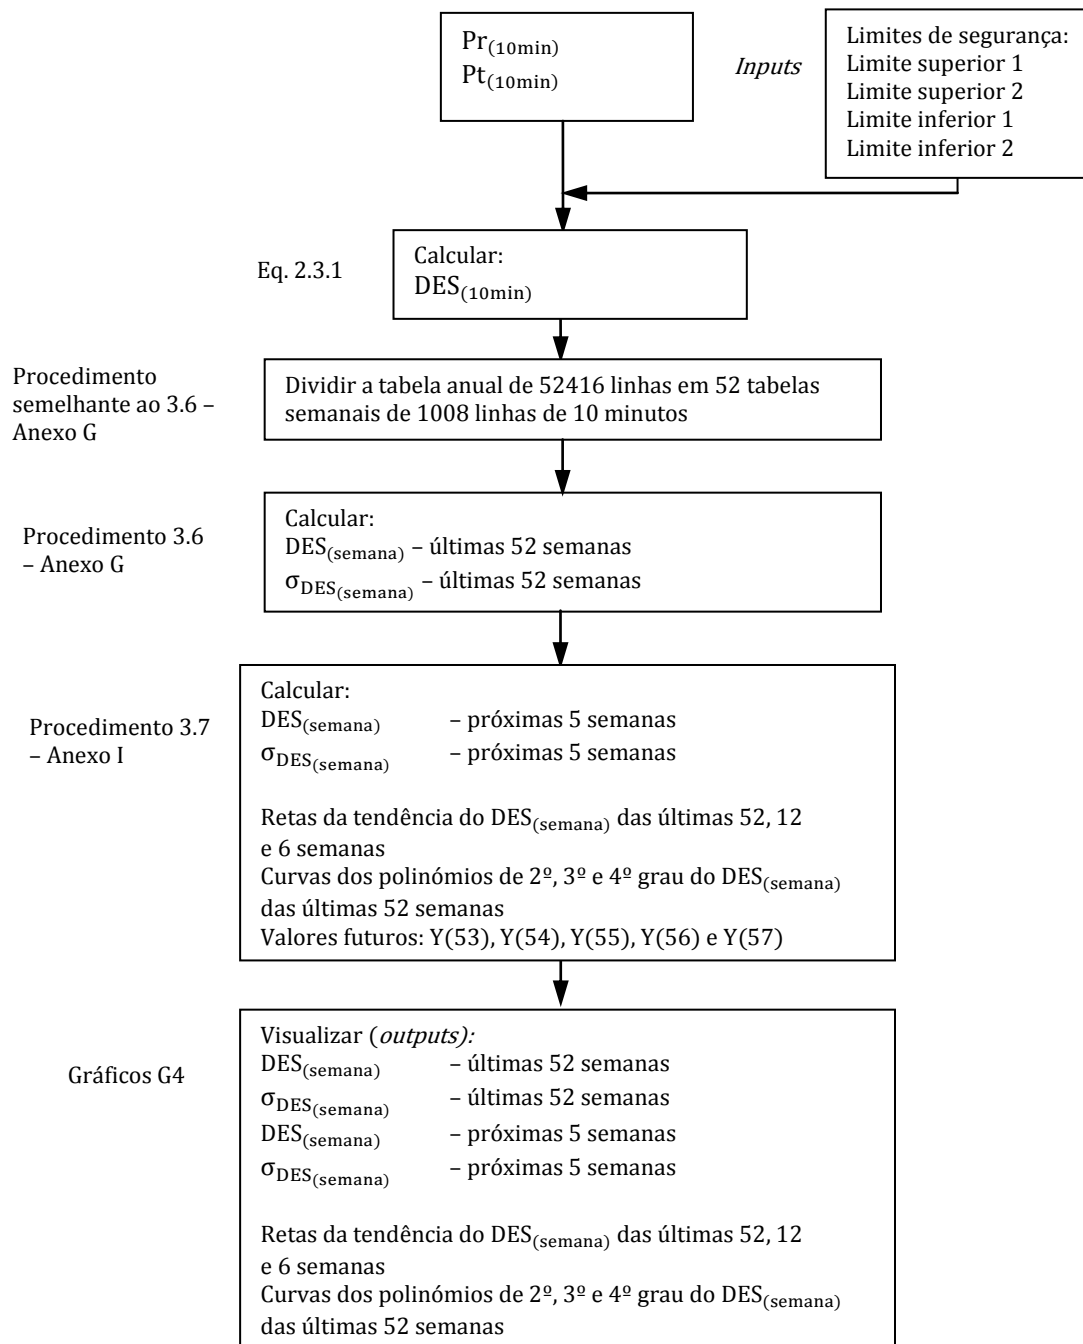 Pr(10min)
Pt(10min)
Inputs
Limites de segurança:
Limite superior 1
Limite superior 2
Limite inferior 1
Limite inferior 2
Eq. 2.3.1
Calcular:
DES(10min)
Procedimento
semelhante ao 3.6 –
Anexo G
Dividir a tabela anual de 52416 linhas em 52 tabelas
semanais de 1008 linhas de 10 minutos
Procedimento 3.6
– Anexo G
Calcular:
DES(semana) – últimas 52 semanas
σDES(semana) – últimas 52 semanas
Procedimento 3.7
– Anexo I
Calcular:
DES(semana) – próximas 5 semanas
σDES(semana) – próximas 5 semanas
Retas da tendência do DES(semana) das últimas 52, 12
e 6 semanas
Curvas dos polinómios de 2º, 3º e 4º grau do DES(semana)
das últimas 52 semanas
Valores futuros: Y(53), Y(54), Y(55), Y(56) e Y(57)
Gráficos G4
Visualizar (outputs):
DES(semana) – últimas 52 semanas
σDES(semana) – últimas 52 semanas
DES(semana) – próximas 5 semanas
σDES(semana) – próximas 5 semanas
Retas da tendência do DES(semana) das últimas 52, 12
e 6 semanas
Curvas dos polinómios de 2º, 3º e 4º grau do DES(semana)
das últimas 52 semanas